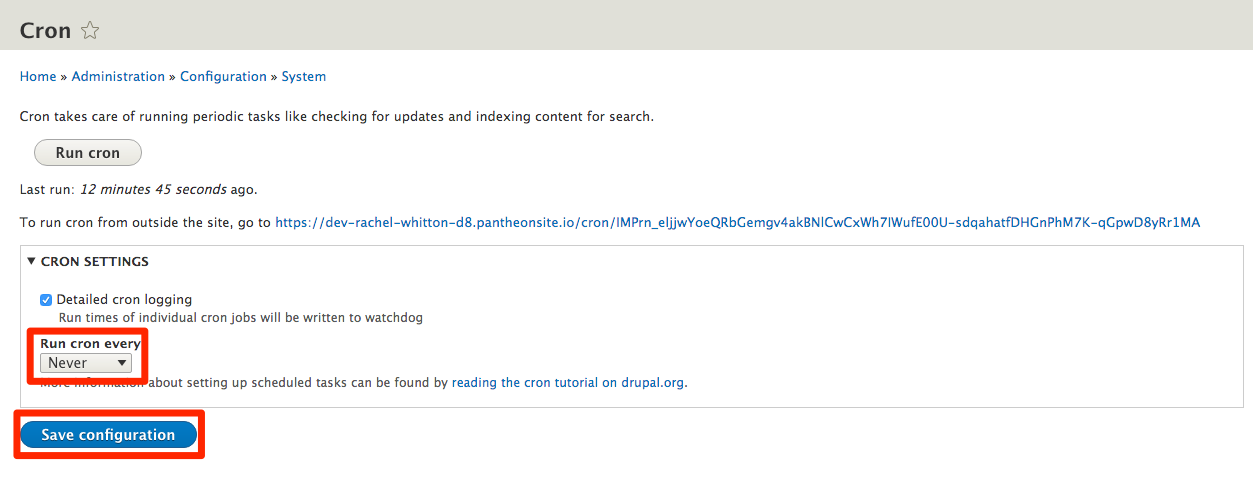 Cron
Home » Administration » Configuration » System
Cron takes care of running periodic tasks like checking for updates and indexing content for search.
Run cron
Last run: 12 minutes 45 seconds ago.
To run cron from outside the site, go to https://dev-rachel-whitton-d8.pantheonsite.io/cron/IMPrn_eljjwYoeQRbGemgv4akBNlCwCxWh7IWufE00U-sdqahatfDHGnPhM7K-qGpwD8yRr1MA
CRON SETTINGS
Detailed cron logging
Run times of individual cron jobs will be written to watchdog
Run cron every
Never
More information about setting up scheduled tasks can be found by reading the cron tutorial on drupal.org.
Save configuration